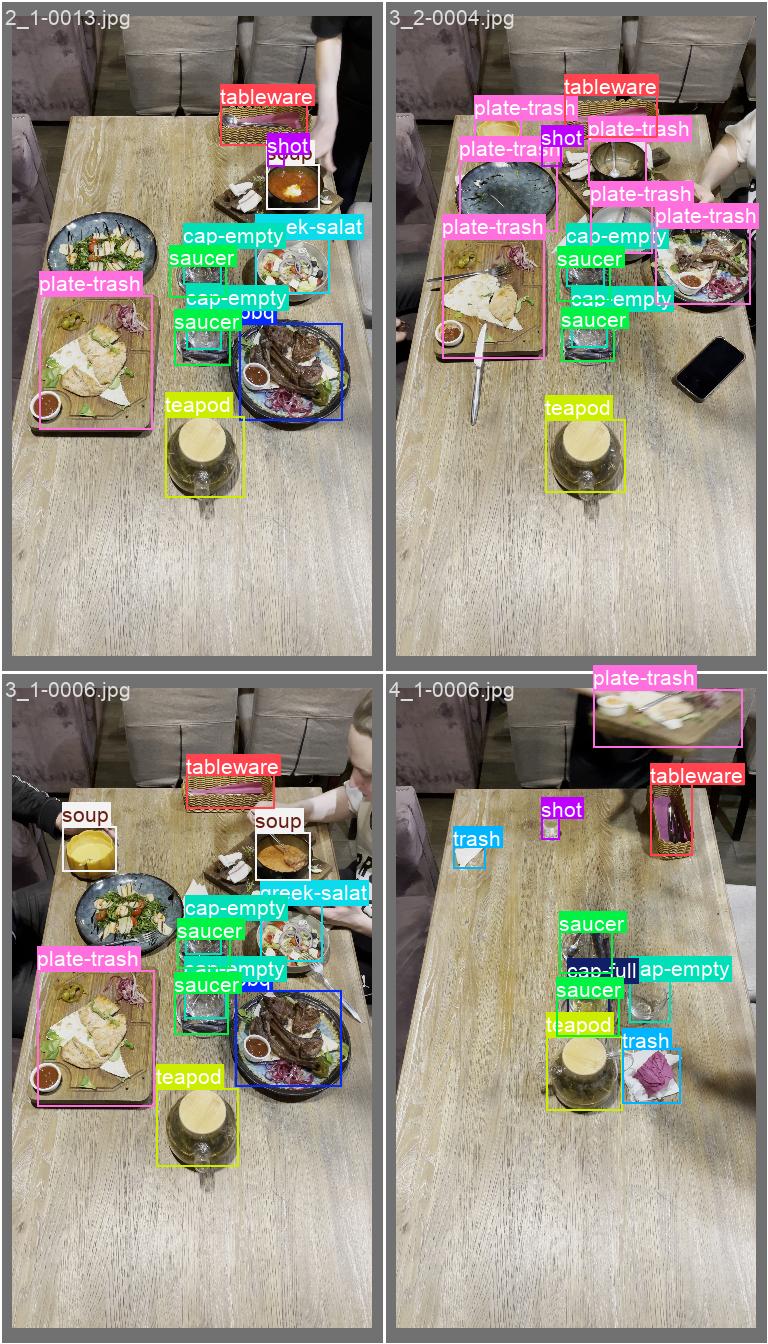 2_1-0013.jpg
tableware
shot
soup
ek-salat
cap-empty
saucer
plate-trash
cap-empty
saucer
bbq
teapod
3_2-0004.jpg
tableware
plate-trash
plate-trash
shot
plate-trash
plate-trash
plate-trash
plate-trash
cap-empty
saucer
cap-empty
saucer
teapod
3_1-0006.jpg
tableware
soup
soup
greek-salat
cap-empty
saucer
plate-trash
cap-empty
saucer
bq
teapod
4_1-0006.jpg
plate-trash
tableware
shot
trash
saucer
cap-full
ap-empty
saucer
teapod
trash